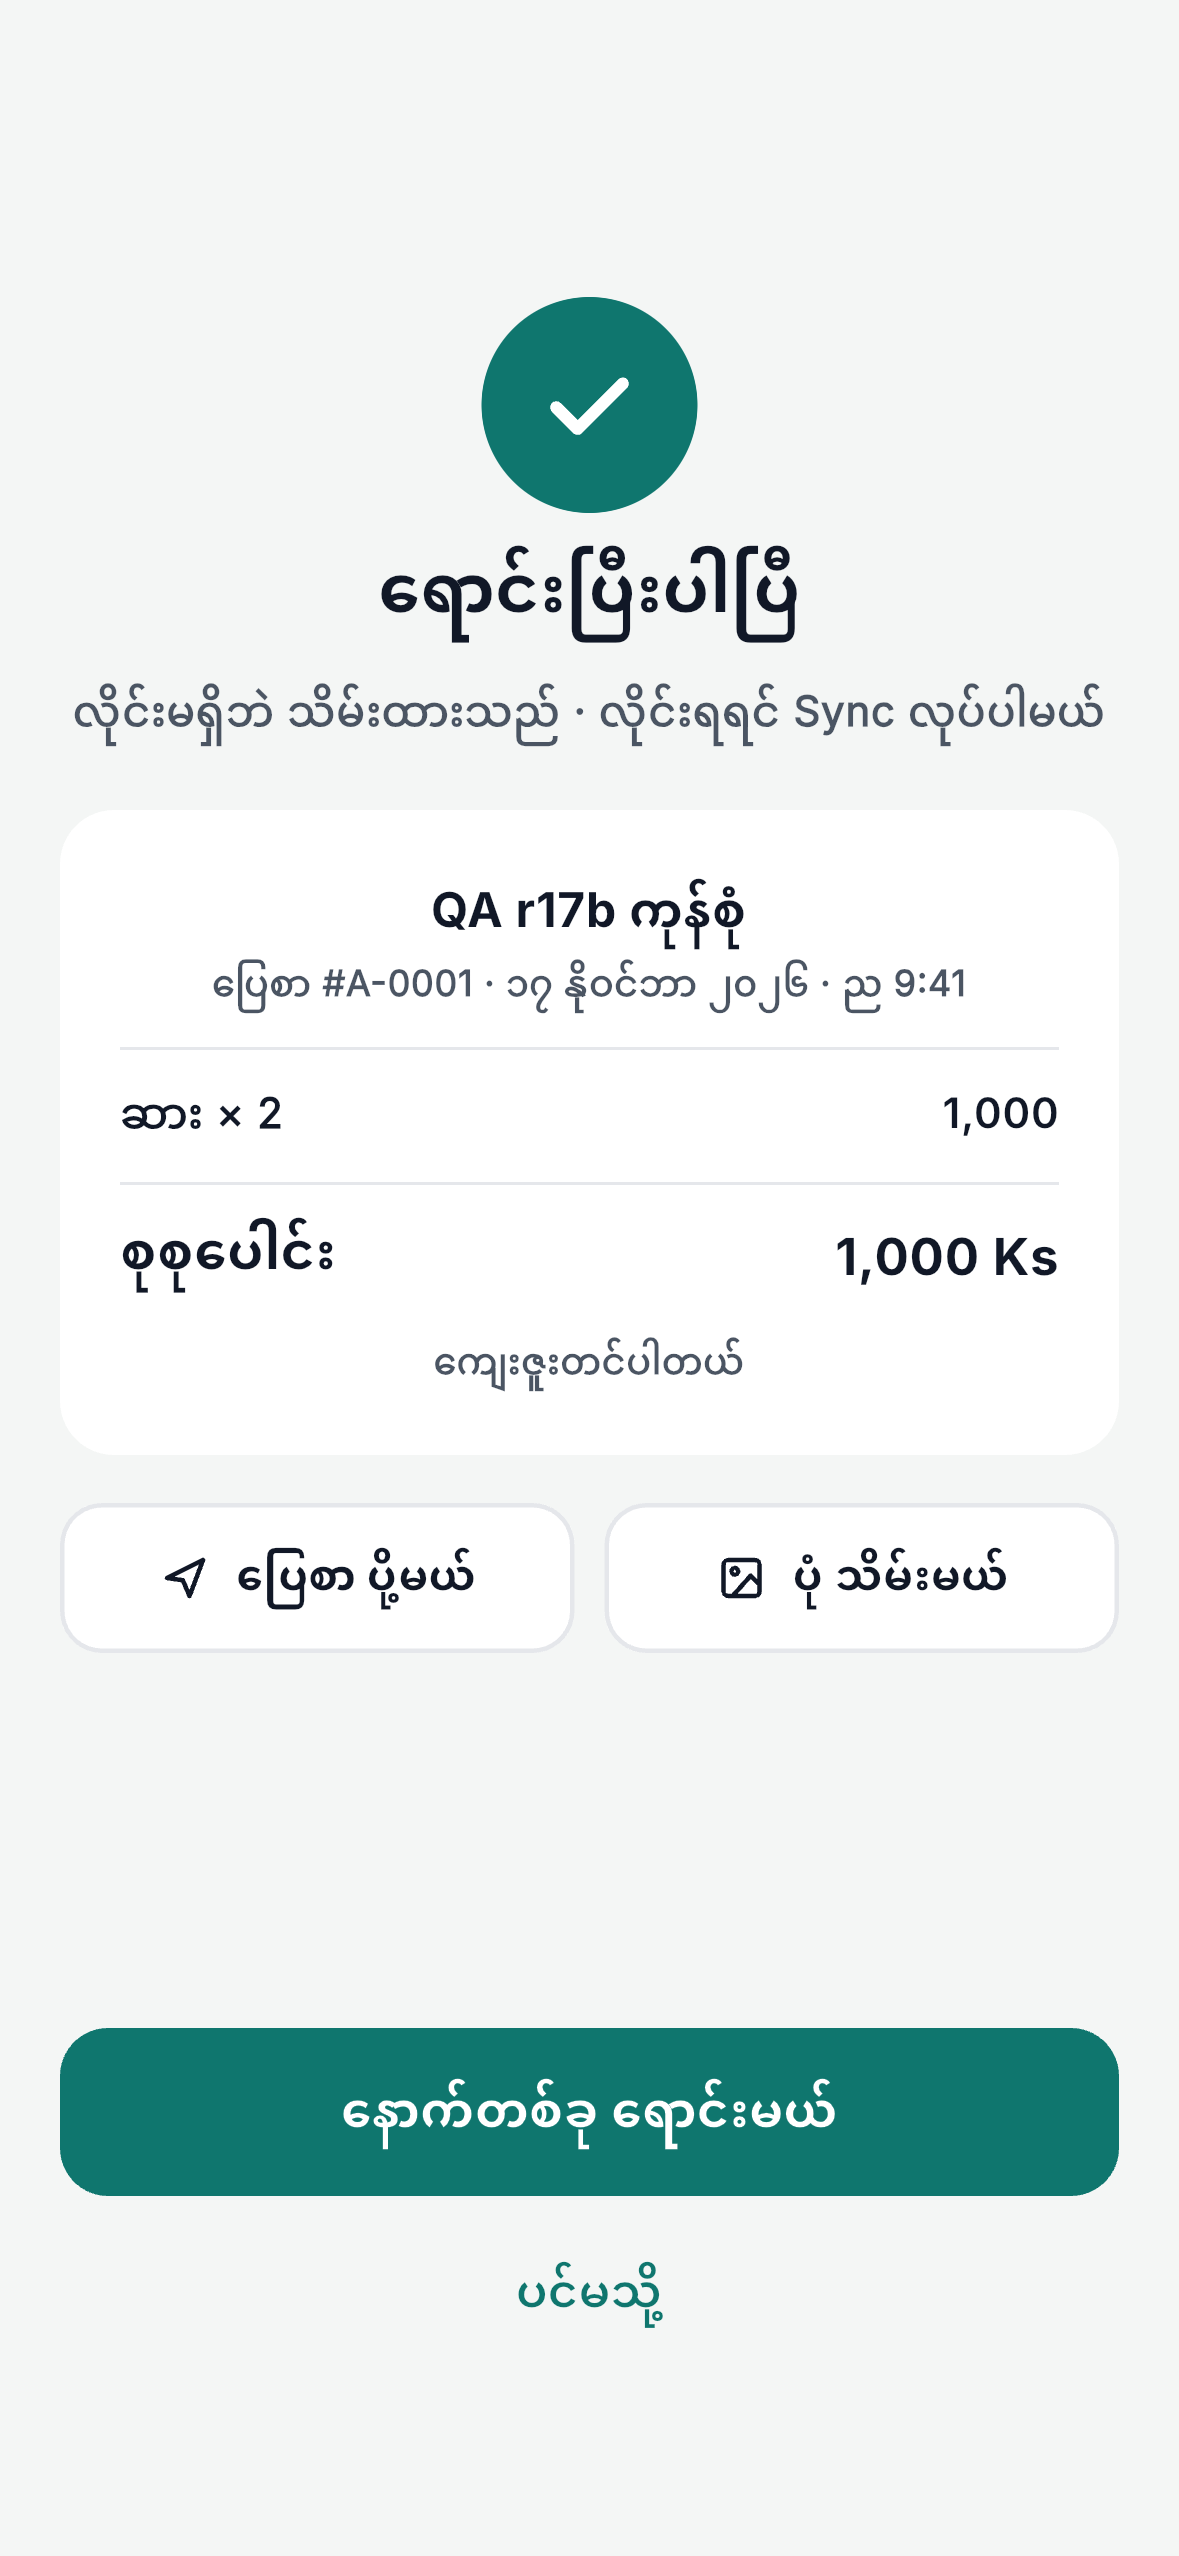 ရောင်းပြီးပါပြီ
လိုင်းမရှိဘဲ သိမ်းထားသည် · လိုင်းရရင် Sync လုပ်ပါမယ်
QA r17b ကုန်စုံ
ပြေစာ #A-0001 · ၁၇ နိုဝင်ဘာ ၂၀၂၆ · ည 9:41
ဆား × 2 1,000
စုစုပေါင်း 1,000 Ks
ကျေးဇူးတင်ပါတယ်
ပြေစာ ပို့မယ် ပုံ သိမ်းမယ်
နောက်တစ်ခု ရောင်းမယ်
ပင်မသို့